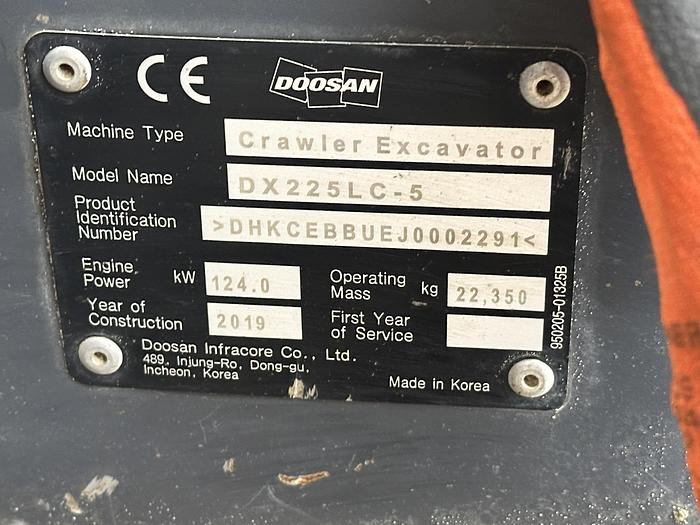 CE DOOSAN
Machine Type Crawler Excavator
Model Name DX225LC-5
Product
Identification
Number >DHKCEBBUEJ0002291<
Engine
Power kW 124.0 Operating
Mass kg 22,350
Year of
Construction 2019 First Year
of Service
Doosan Infracore Co., Ltd.
489, Injung-Ro, Dong-gu,
Incheon, Korea
Made in Korea
950205-01325B